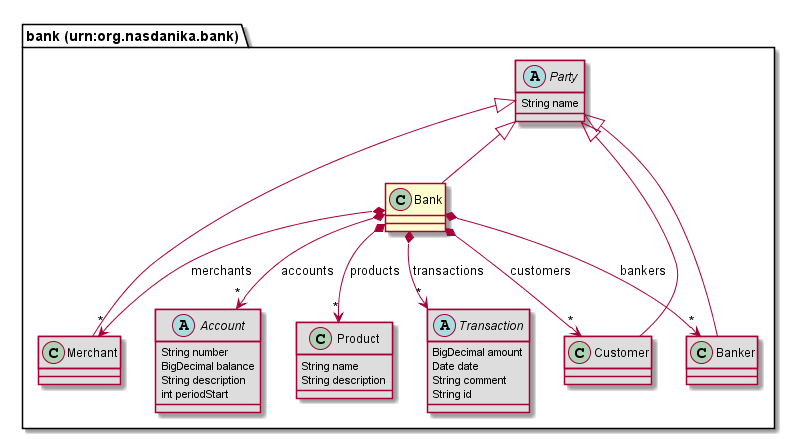 bank (urn:org.nasdanika.bank)
A Party
String name
C Bank
merchants
accounts
products
transactions
customers
bankers
*
*
*
*
*
*
C Merchant
A Account
String number
BigDecimal balance
String description
int periodStart
C Product
String name
String description
A Transaction
BigDecimal amount
Date date
String comment
String id
C Customer
C Banker